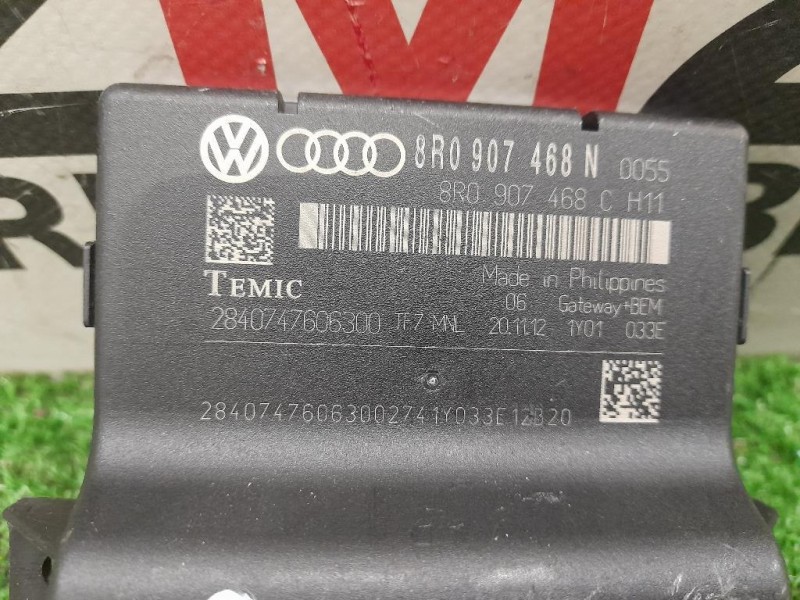 8R0 907 468 N 0055
8R0 907 468 C H11
TEMIC
Made in Philippines
06 Gateway+BEM
2840747606300 TF7 MNL 20.11.12 1Y01 033E
28407476063002741Y033E12B20